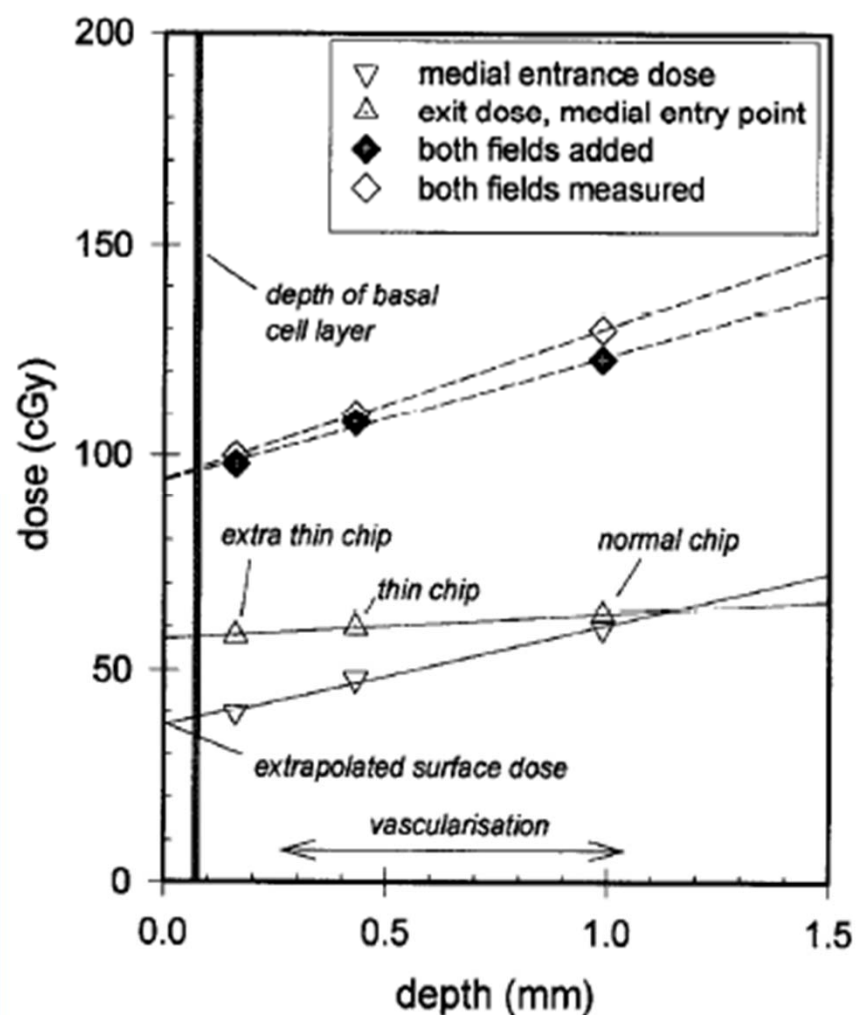 200
150
100
50
0
dose (cGy)
medial entrance dose
exit dose, medial entry point
both fields added
both fields measured
depth of basal
cell layer
extra thin chip
thin chip
normal chip
extrapolated surface dose
vascularisation
0.0
0.5
1.0
1.5
depth (mm)